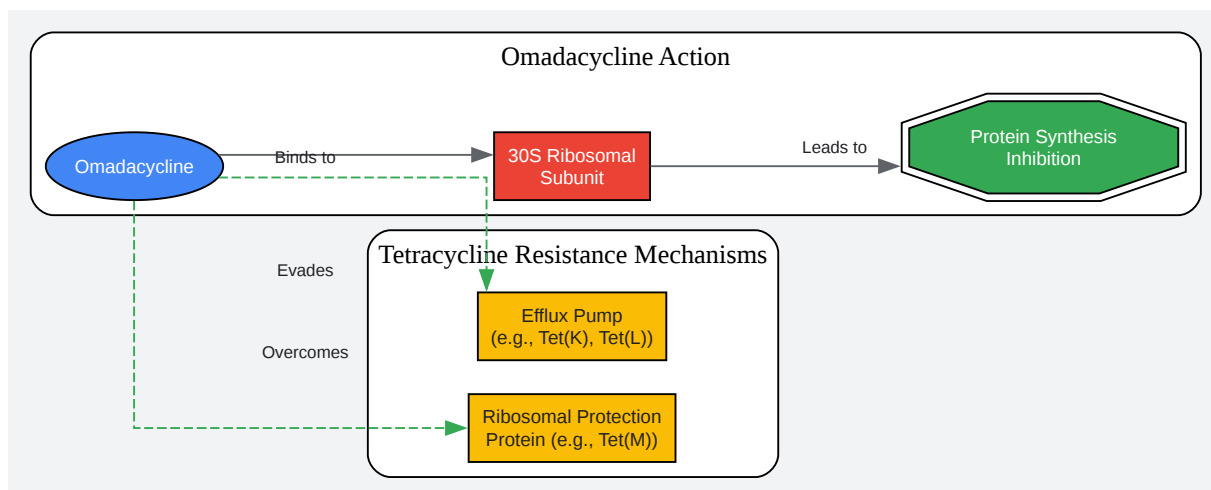 Omadacycline Action
Omadacycline
Binds to
30S Ribosomal
Subunit
Leads to
Protein Synthesis
Inhibition
Tetracycline Resistance Mechanisms
Evades
Efflux Pump
(e.g., Tet(K), Tet(L))
Overcomes
Ribosomal Protection
Protein (e.g., Tet(M))